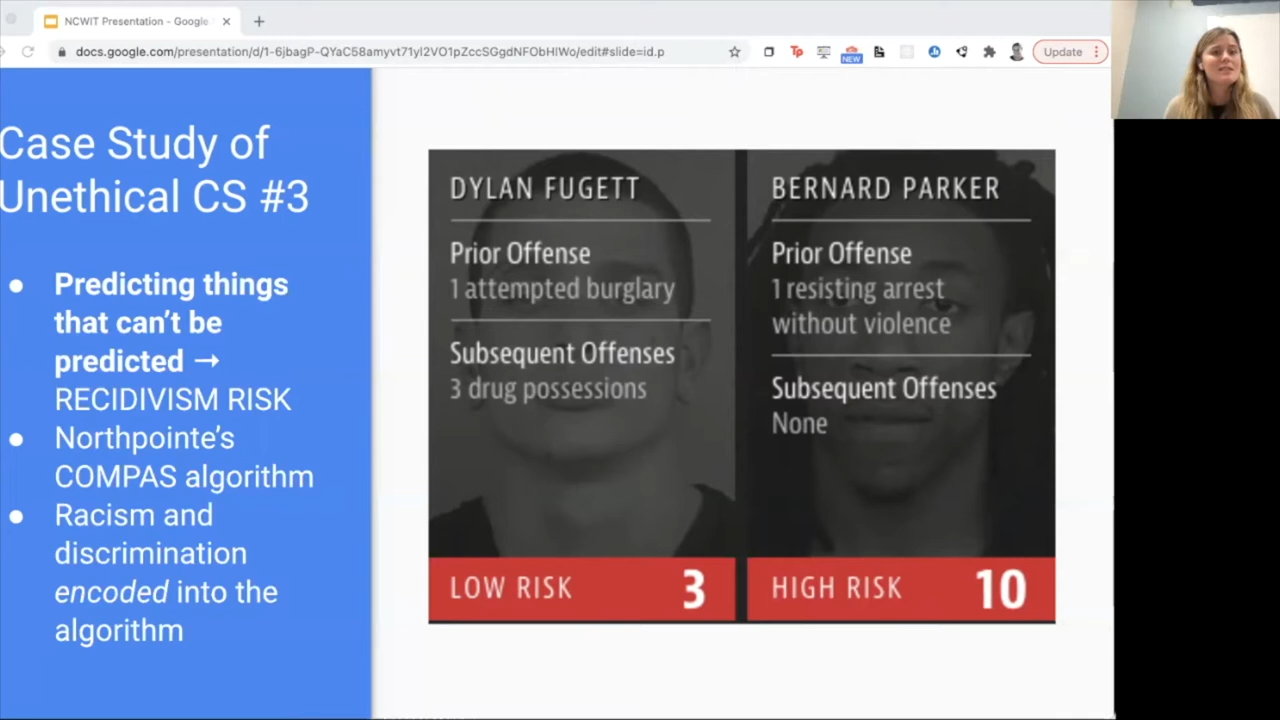 NCWIT Presentation - Google
docs.google.com/presentation/d/1-6jbagP-QYaC58amyvt71yI2VO1pZccSGgdNFObHlWo/edit#slide=id.p
Tp
NEW
Update
Case Study of
Unethical CS #3
● Predicting things
that can't be
predicted →
RECIDIVISM RISK
● Northpointe's
COMPAS algorithm
● Racism and
discrimination
encoded into the
algorithm
DYLAN FUGETT
Prior Offense
1 attempted burglary
Subsequent Offenses
3 drug possessions
LOW RISK 3
BERNARD PARKER
Prior Offense
1 resisting arrest
without violence
Subsequent Offenses
None
HIGH RISK 10